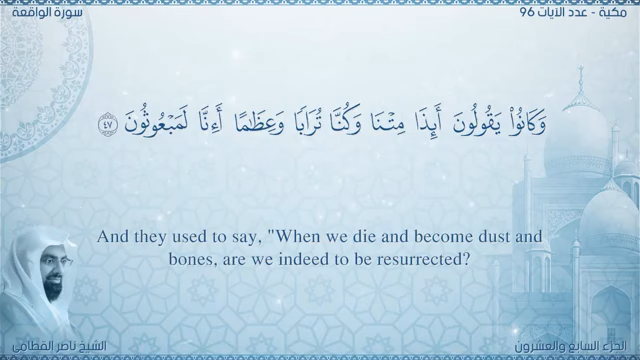 مكية - عدد الآيات 96
سورة الواقعة
وَكَانُوا۟ يَقُولُونَ أَئِذَا مِتْنَا وَكُنَّا تُرَابًا وَعِظَٰمًا أَءِنَّا لَمَبْعُوثُونَ ٤٧
And they used to say, "When we die and become dust and
bones, are we indeed to be resurrected?
الجزء السابع والعشرون
الشيخ ناصر القطامي